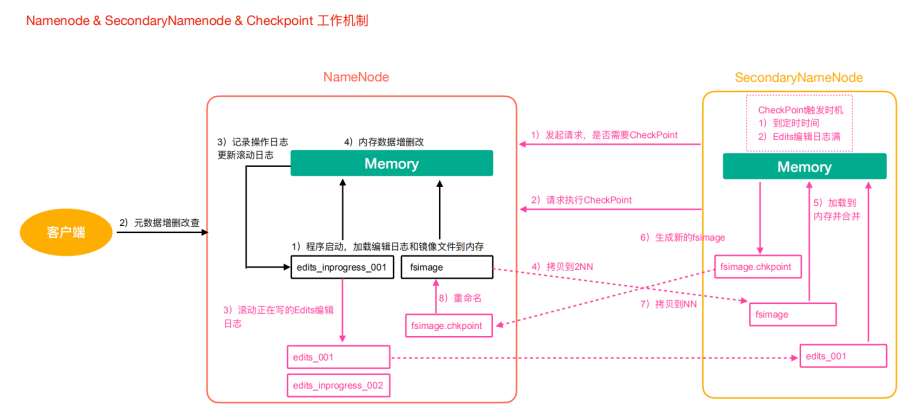 Namenode & SecondaryNamenode & Checkpoint 工作机制
NameNode
SecondaryNameNode
CheckPoint触发时机
1）到定时时间
2）Edits编辑日志满
3）记录操作日志
更新滚动日志
4）内存数据增删改
1）发起请求，是否需要CheckPoint
Memory
Memory
2）请求执行CheckPoint
5）加载到
内存并合并
客户端
2）元数据增删改查
6）生成新的fsimage
1）程序启动，加载编辑日志和镜像文件到内存
edits_inprogress_001
fsimage
4）拷贝到2NN
fsimage.chkpoint
8）重命名
7）拷贝到NN
3）滚动正在写的Edits编辑
日志
fsimage.chkpoint
fsimage
edits_001
edits_001
edits_inprogress_002